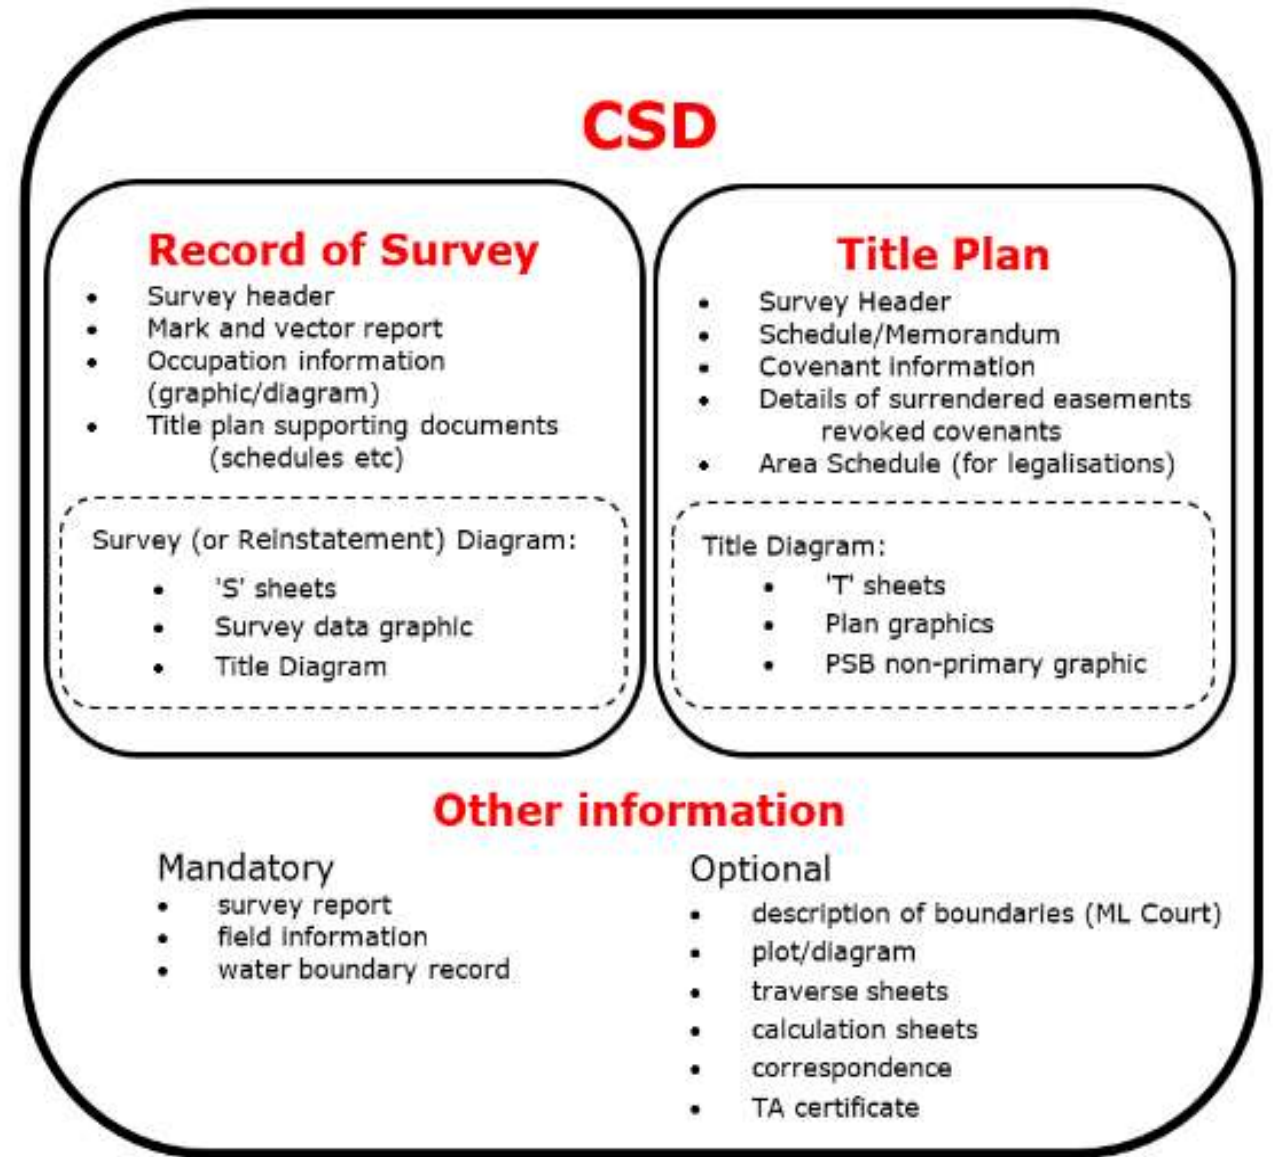 CSD
Record of Survey
• Survey header
• Mark and vector report
• Occupation information
(graphic/diagram)
• Title plan supporting documents
(schedules etc)
Survey (or Reinstatement) Diagram:
• 'S' sheets
• Survey data graphic
• Title Diagram
Title Plan
• Survey Header
• Schedule/Memorandum
• Covenant information
• Details of surrendered easements
revoked covenants
• Area Schedule (for legalisations)
Title Diagram:
• 'T' sheets
• Plan graphics
• PSB non-primary graphic
Other information
Mandatory
• survey report
• field information
• water boundary record
Optional
• description of boundaries (ML Court)
• plot/diagram
• traverse sheets
• calculation sheets
• correspondence
• TA certificate